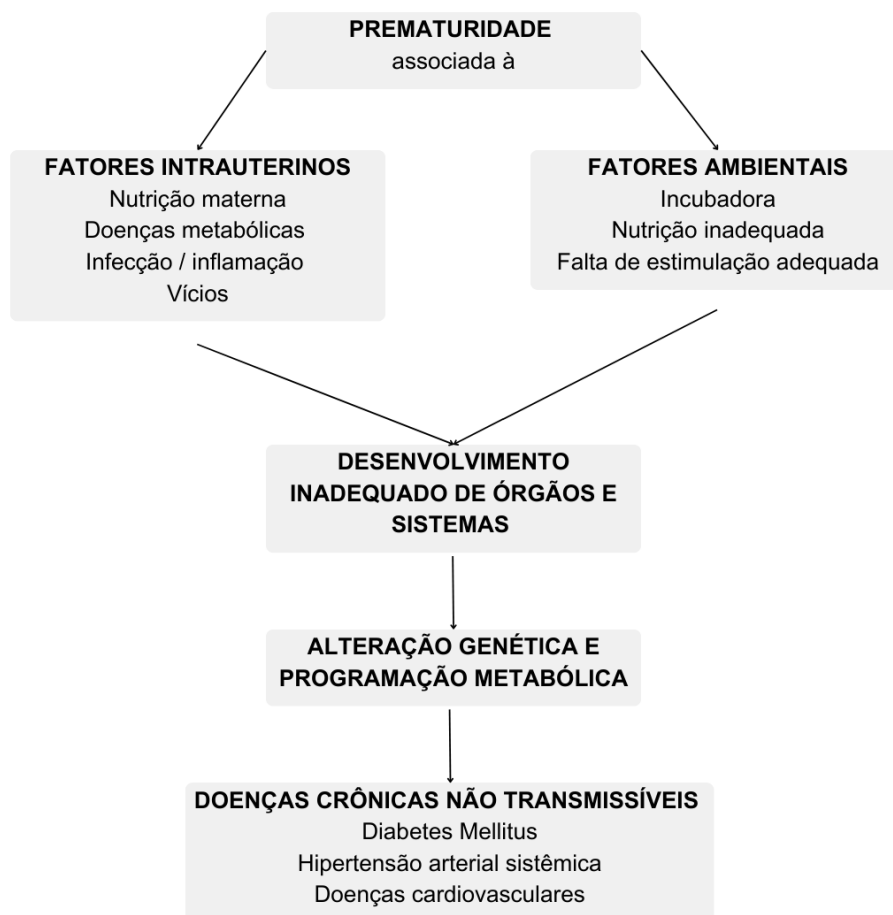 PREMATURIDADE
associada à
FATORES INTRAUTERINOS
Nutrição materna
Doenças metabólicas
Infecção / inflamação
Vícios
FATORES AMBIENTAIS
Incubadora
Nutrição inadequada
Falta de estimulação adequada
DESENVOLVIMENTO
INADEQUADO DE ÓRGÃOS E
SISTEMAS
ALTERAÇÃO GENÉTICA E
PROGRAMAÇÃO METABÓLICA
DOENÇAS CRÔNICAS NÃO TRANSMISSÍVEIS
Diabetes Mellitus
Hipertensão arterial sistêmica
Doenças cardiovasculares